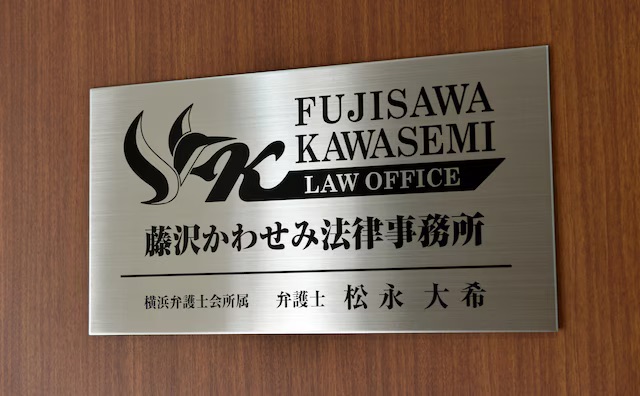 FUJISAWA
KAWASEMI
LAW OFFICE
藤沢かわせみ法律事務所
横浜弁護士会所属 弁護士 松永 大希